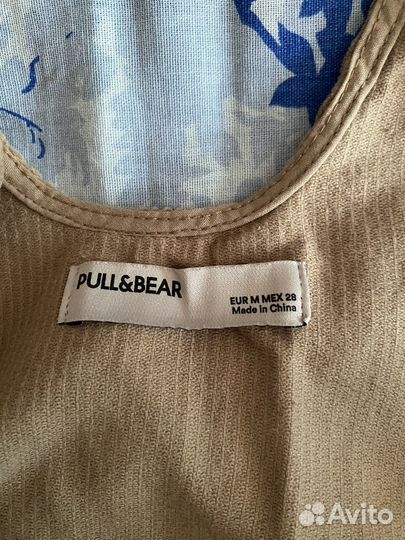 PULL&BEAR
EUR M MEX 28
Made in China
Avito